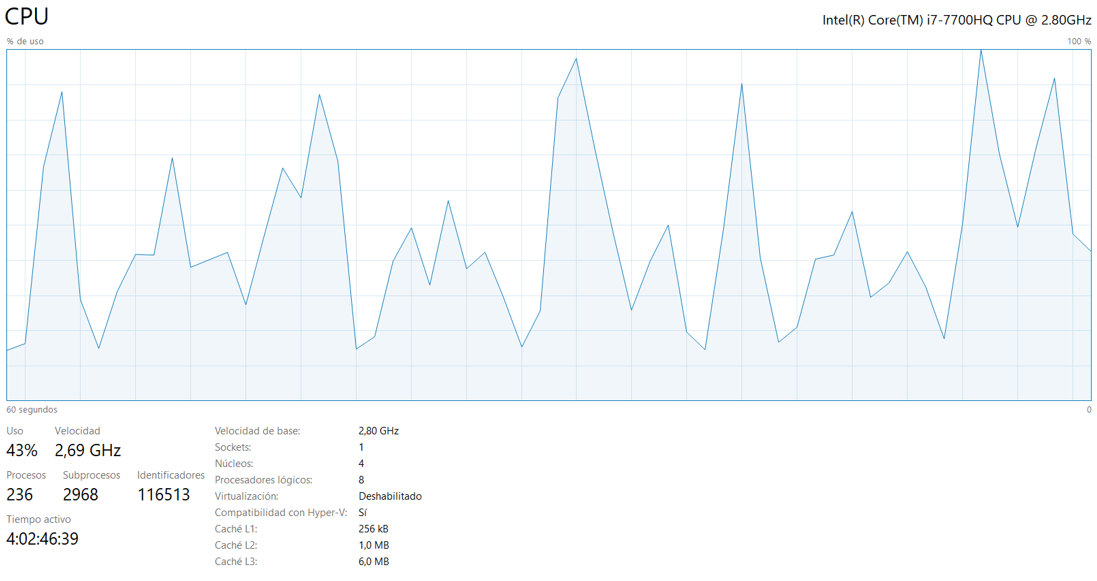 CPU
Intel(R) Core(TM) i7-7700HQ CPU @ 2.80GHz
% de uso
100 %
60 segundos
0
Uso
Velocidad
43%
2,69 GHz
Procesos
Subprocesos
Identificadores
236
2968
116513
Tiempo activo
4:02:46:39
Velocidad de base: 2,80 GHz
Sockets: 1
Núcleos: 4
Procesadores lógicos: 8
Virtualización: Deshabilitado
Compatibilidad con Hyper-V: Sí
Caché L1: 256 kB
Caché L2: 1,0 MB
Caché L3: 6,0 MB